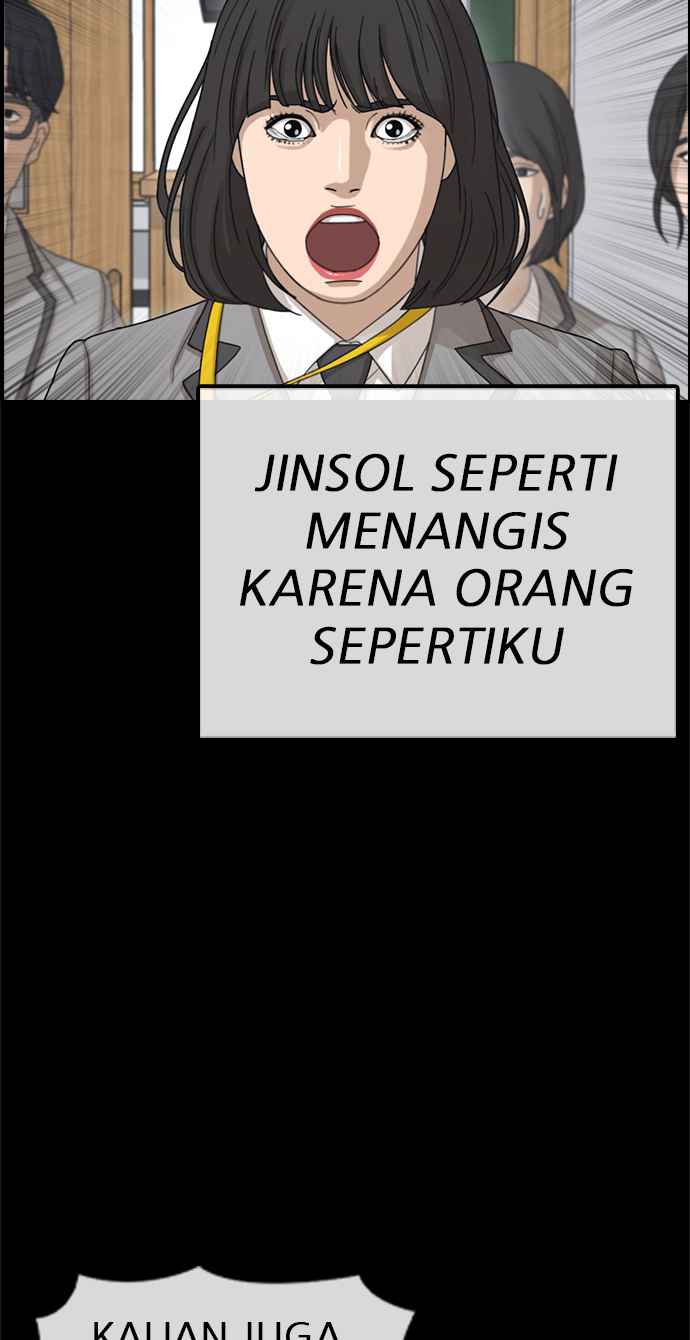 JINSOL SEPERTI
MENANGIS
KARENA ORANG
SEPERTIKU
KALIAN JUGA